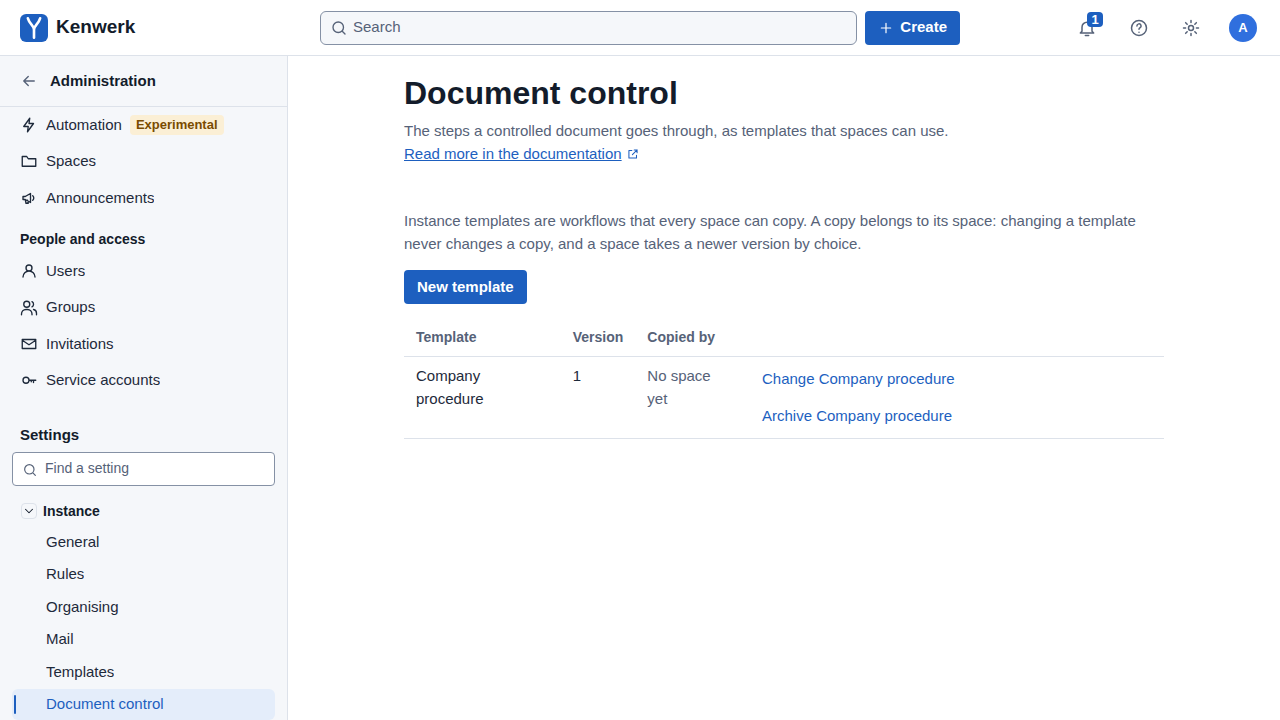 Kenwerk
Search
Create
1
A
Administration
Automation Experimental
Spaces
Announcements
People and access
Users
Groups
Invitations
Service accounts
Settings
Find a setting
Instance
General
Rules
Organising
Mail
Templates
Document control
Document control
The steps a controlled document goes through, as templates that spaces can use.
Read more in the documentation
Instance templates are workflows that every space can copy. A copy belongs to its space: changing a template
never changes a copy, and a space takes a newer version by choice.
New template
Template Version Copied by
Company procedure 1 No space yet Change Company procedure
Archive Company procedure